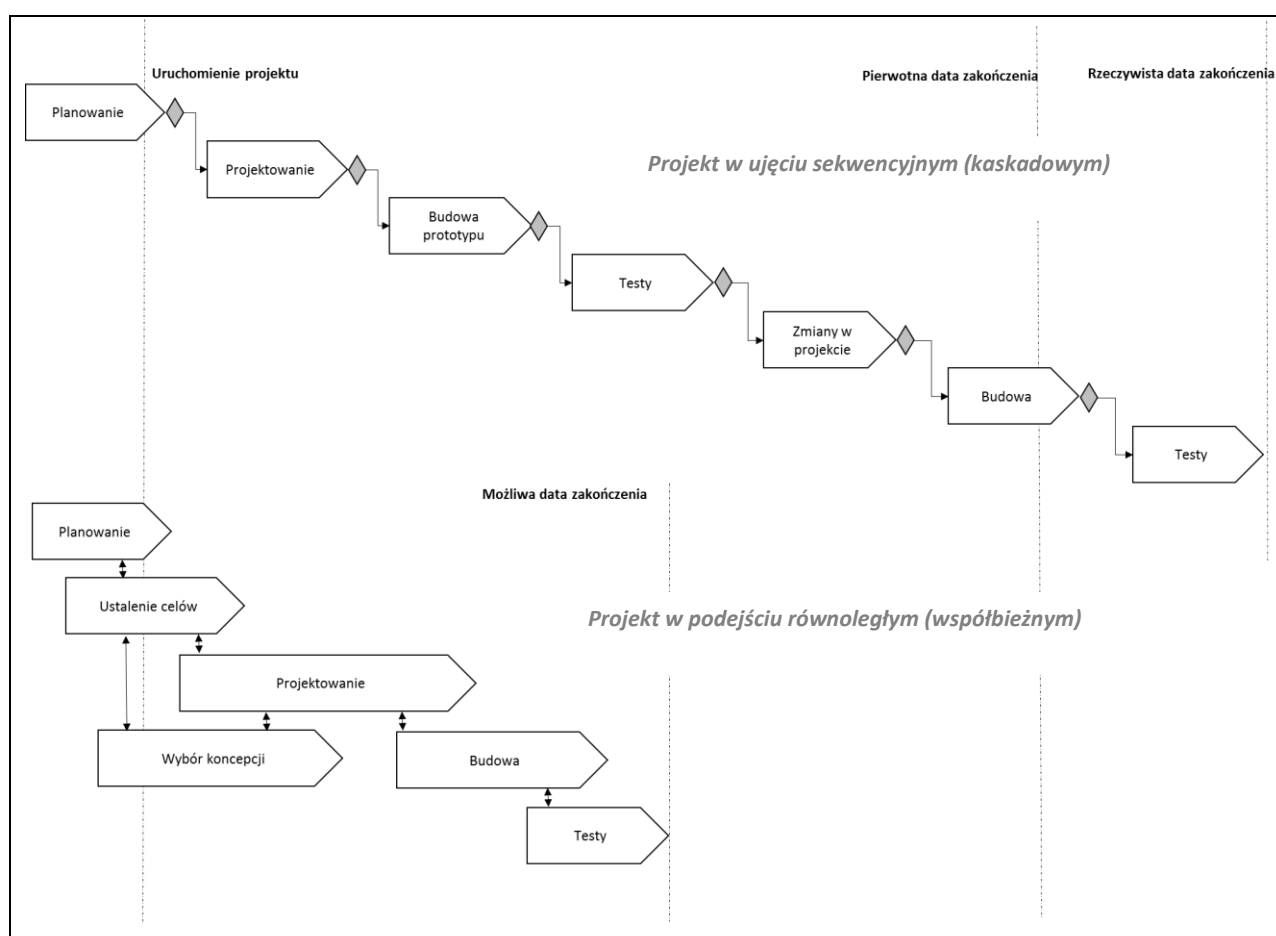 Uruchomienie projektu
Pierwotna data zakończenia
Rzeczywista data zakończenia
Planowanie
Projekt w ujęciu sekwencyjnym (kaskadowym)
Projektowanie
Budowa
prototypu
Testy
Zmiany w
projekcie
Budowa
Testy
Możliwa data zakończenia
Planowanie
Ustalenie celów
Projekt w podejściu równoległym (współbieżnym)
Projektowanie
Wybór koncepcji
Budowa
Testy